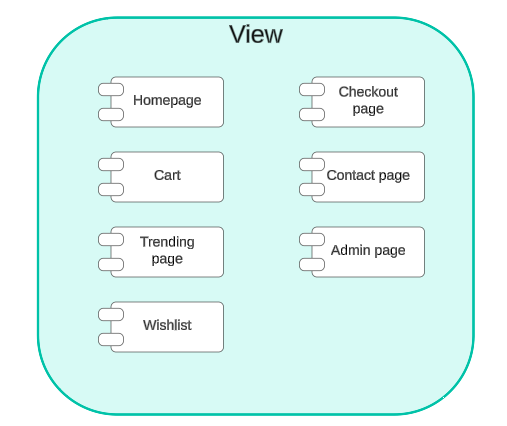 View
Homepage
Cart
Trending
page
Wishlist
Checkout
page
Contact page
Admin page